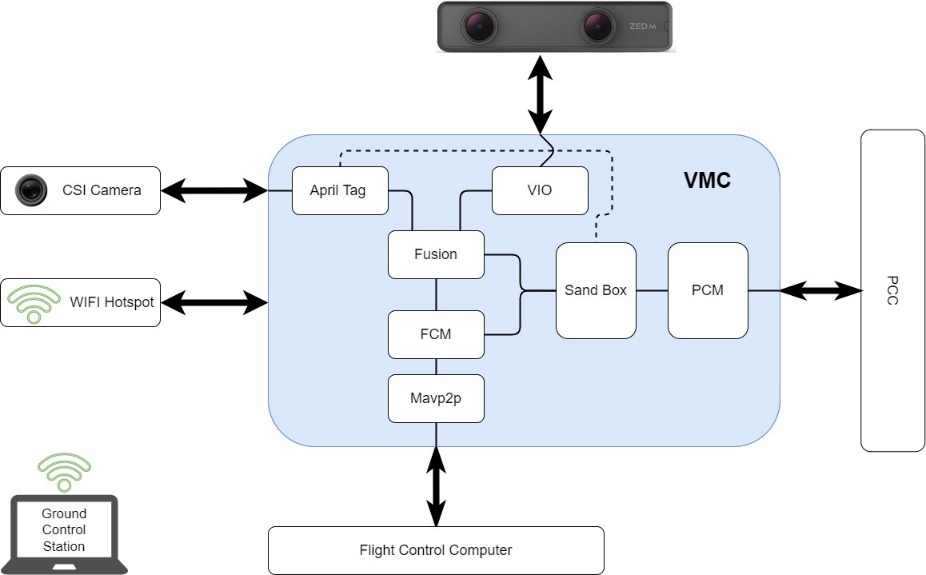 ZED M
CSI Camera
April Tag
VIO
VMC
Fusion
WIFI Hotspot
Sand Box
PCM
PCC
FCM
Mavp2p
Ground
Control
Station
Flight Control Computer